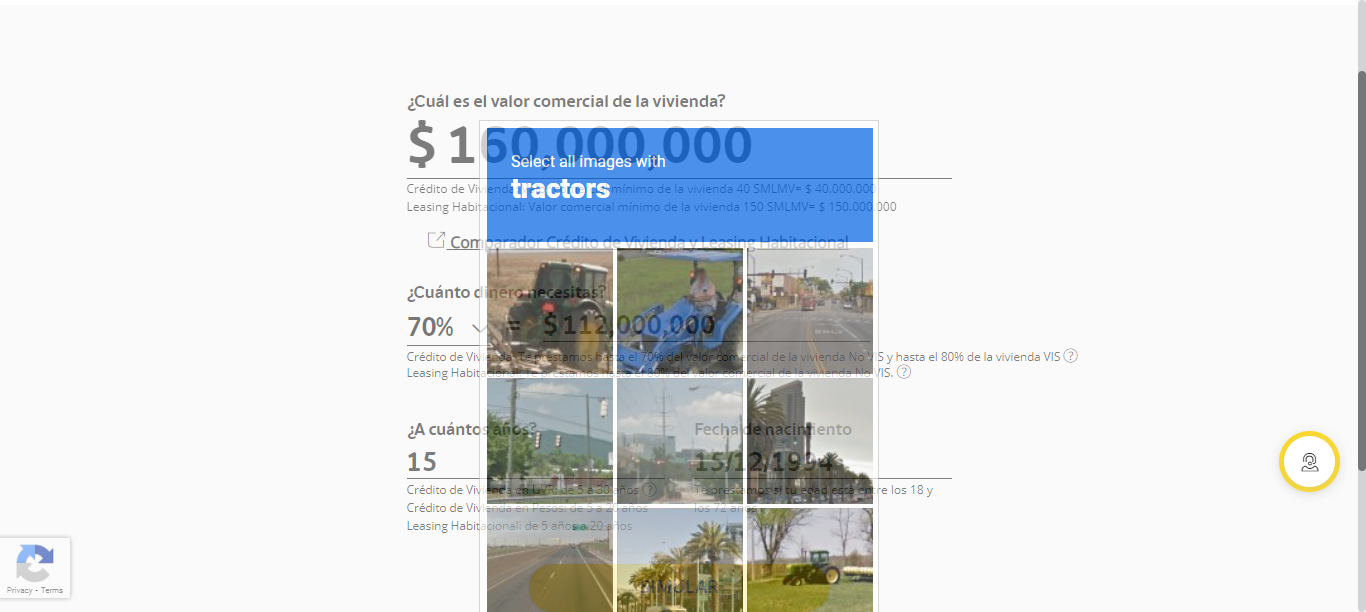 ¿Cuál es el valor comercial de la vivienda?
$ 160,000,000
Select all images with
tractors
Crédito de Vivienda: Valor comercial mínimo de la vivienda 40 SMLMV= $ 40.000.000
Leasing Habitacional: Valor comercial mínimo de la vivienda 150 SMLMV= $ 150.000.000
Comparador Crédito de Vivienda y Leasing Habitacional
¿Cuánto dinero necesitas?
70% = $ 112,000,000
Crédito de Vivienda: Te prestamos hasta el 70% del valor comercial de la vivienda No VIS y hasta el 80% de la vivienda VIS ?
Leasing Habitacional: Te prestamos hasta el 80% del valor comercial de la vivienda No VIS. ?
¿A cuántos años?
15
Crédito de Vivienda en UVR: de 5 a 30 años ?
Crédito de Vivienda en Pesos: de 5 a 20 años
Leasing Habitacional: de 5 años a 20 años
Fecha de nacimiento
15/12/1994
Te prestamos si tu edad está entre los 18 y
los 72 años
SIMULAR
Privacy - Terms